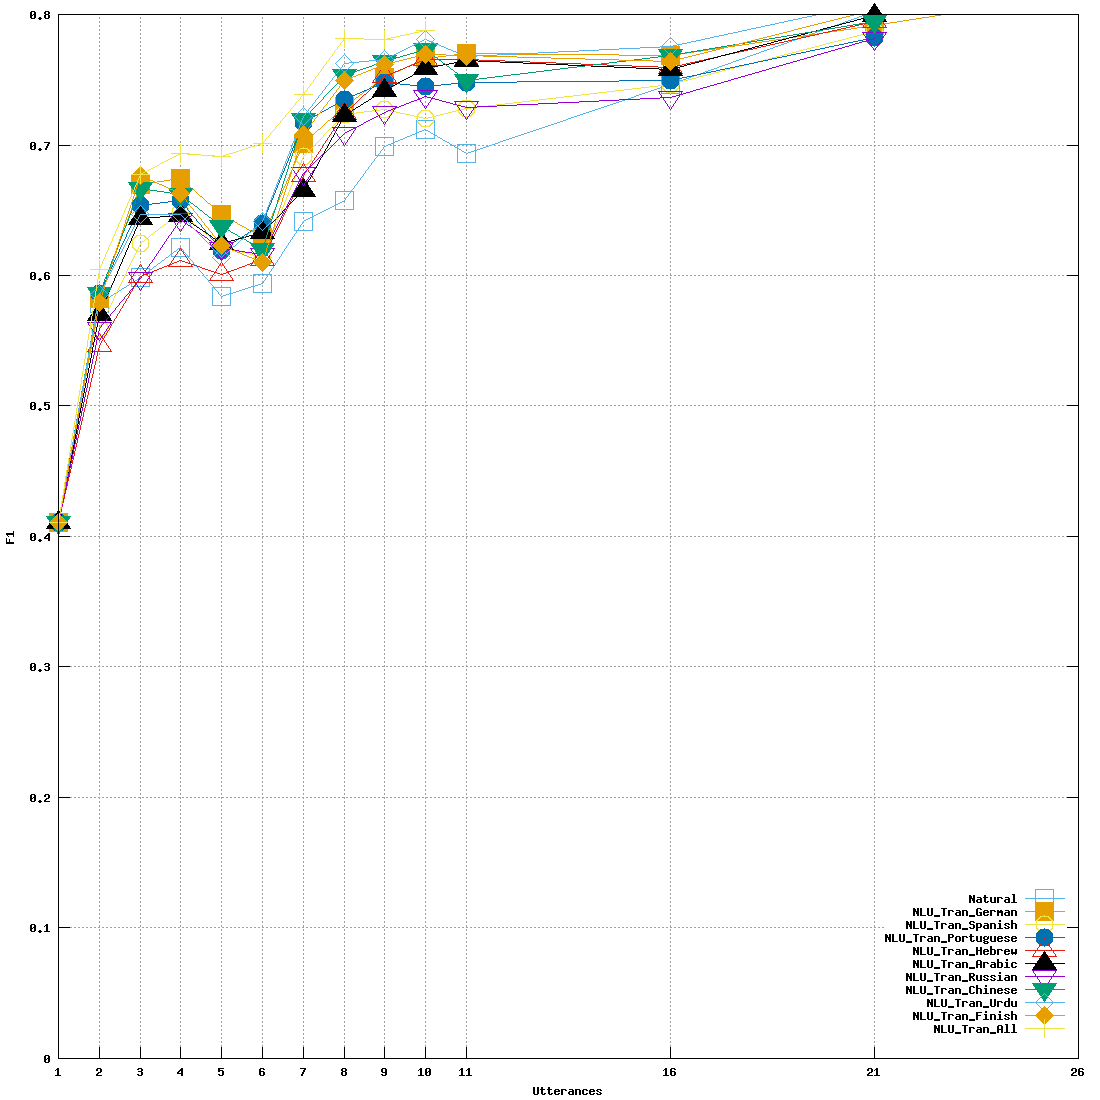 0.8
0.7
0.6
0.5
0.4
F1
0.3
0.2
0.1
0
Natural
NLU_Tran_German
NLU_Tran_Spanish
NLU_Tran_Portuguese
NLU_Tran_Hebrew
NLU_Tran_Arabic
NLU_Tran_Russian
NLU_Tran_Chinese
NLU_Tran_Urdu
NLU_Tran_Finish
NLU_Tran_All
1 2 3 4 5 6 7 8 9 10 11 16 21 26
Utterances